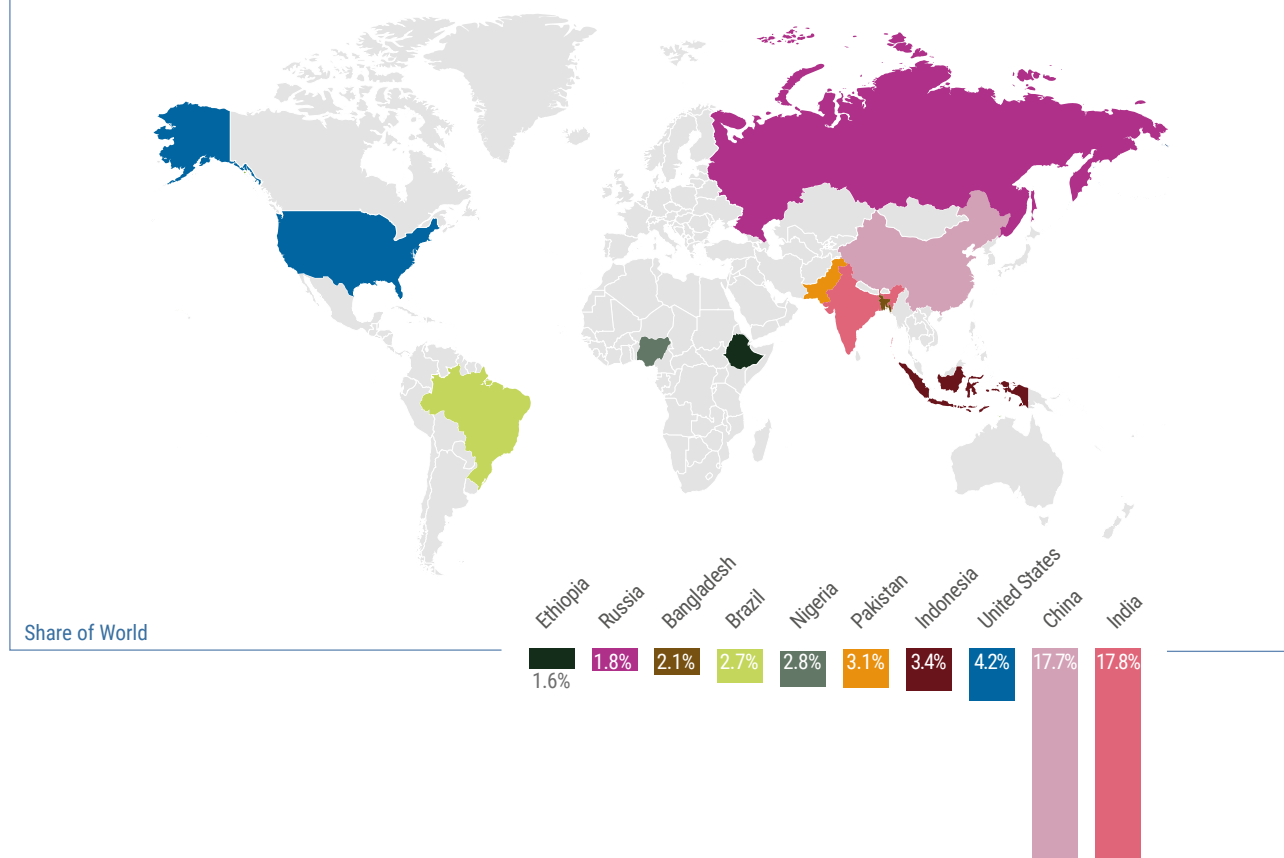 Ethiopia
Russia
Bangladesh
Brazil
Nigeria
Pakistan
Indonesia
United States
China
India
Share of World
1.6%
1.8%
2.1%
2.7%
2.8%
3.1%
3.4%
4.2%
17.7%
17.8%